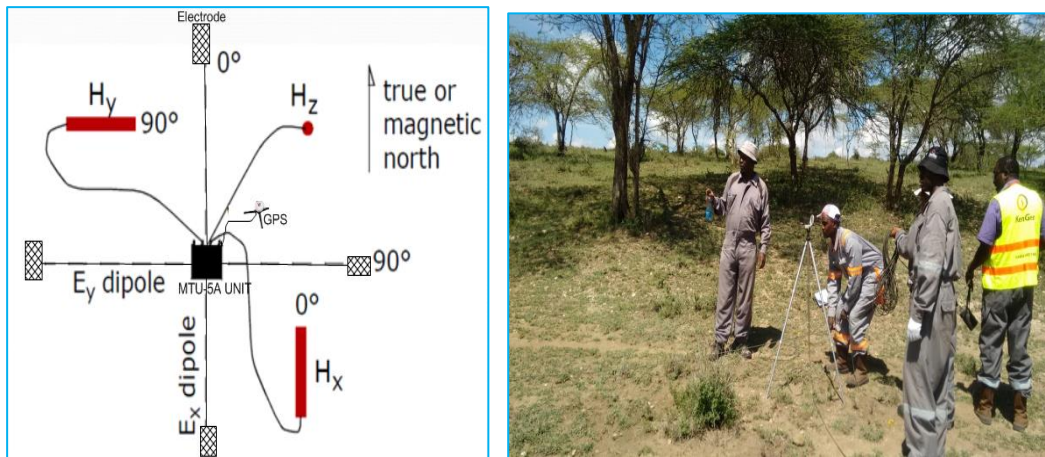 Electrode
0°
Hy
90°
Hz
true or
magnetic
north
GPS
Ey dipole
MTU-5A UNIT
90°
0°
Hx
Ex dipole
KenGen